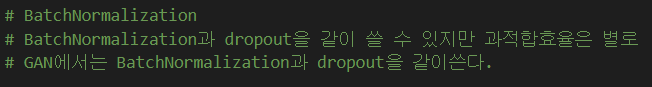 # BatchNormalization
# BatchNormalization과 dropout을 같이 쓸 수 있지만 과적합효율은 별로
# GAN에서는 BatchNormalization과 dropout을 같이쓴다.